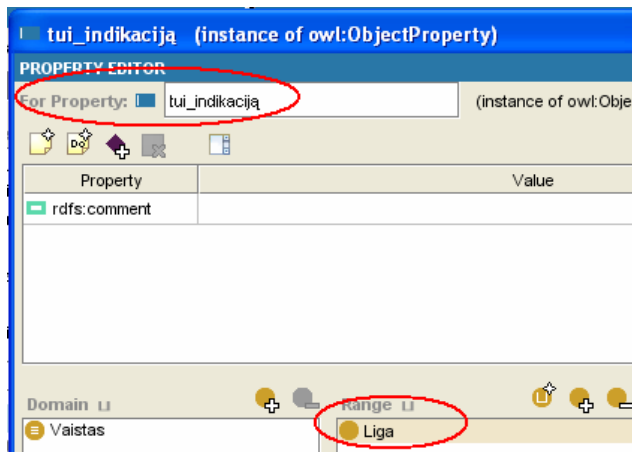 tui_indikaciją (instance of owl:ObjectProperty)
PROPERTY EDITOR
For Property: tui_indikaciją (instance of owl:Obje
Property Value
rdfs:comment
Domain ⊔ Range ⊔
Vaistas Liga